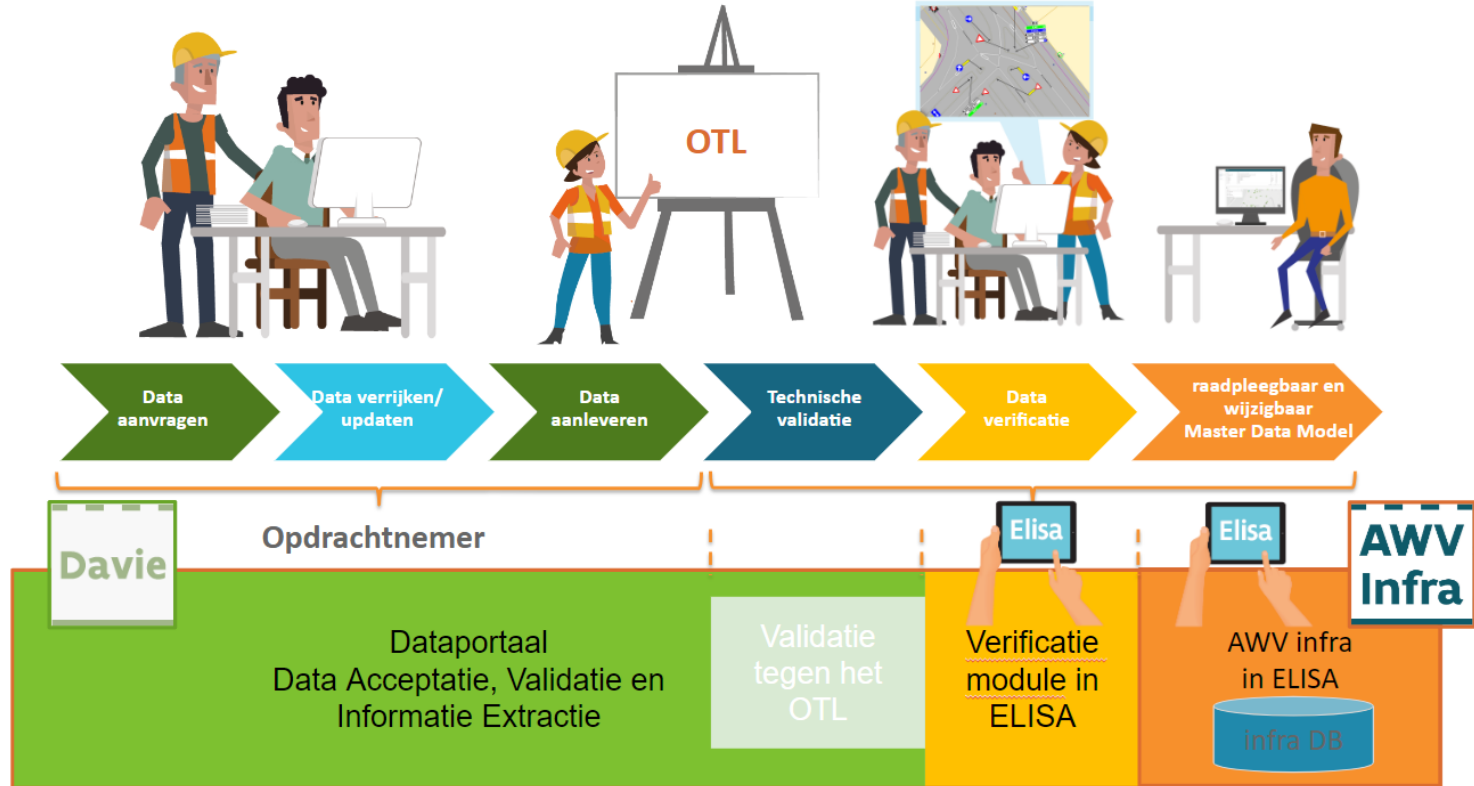 OTL
Data
aanvragen
Data verrijken/
updaten
Data
aanleveren
Technische
validatie
Data
verificatie
raadpleegbaar en
wijzigbaar
Master Data Model
Davie
Opdrachtnemer
Elisa
Elisa
AWV
Infra
Dataportaal
Data Acceptatie, Validatie en
Informatie Extractie
Validatie
tegen het
OTL
Verificatie
module in
ELISA
AWV infra
in ELISA
infra DB